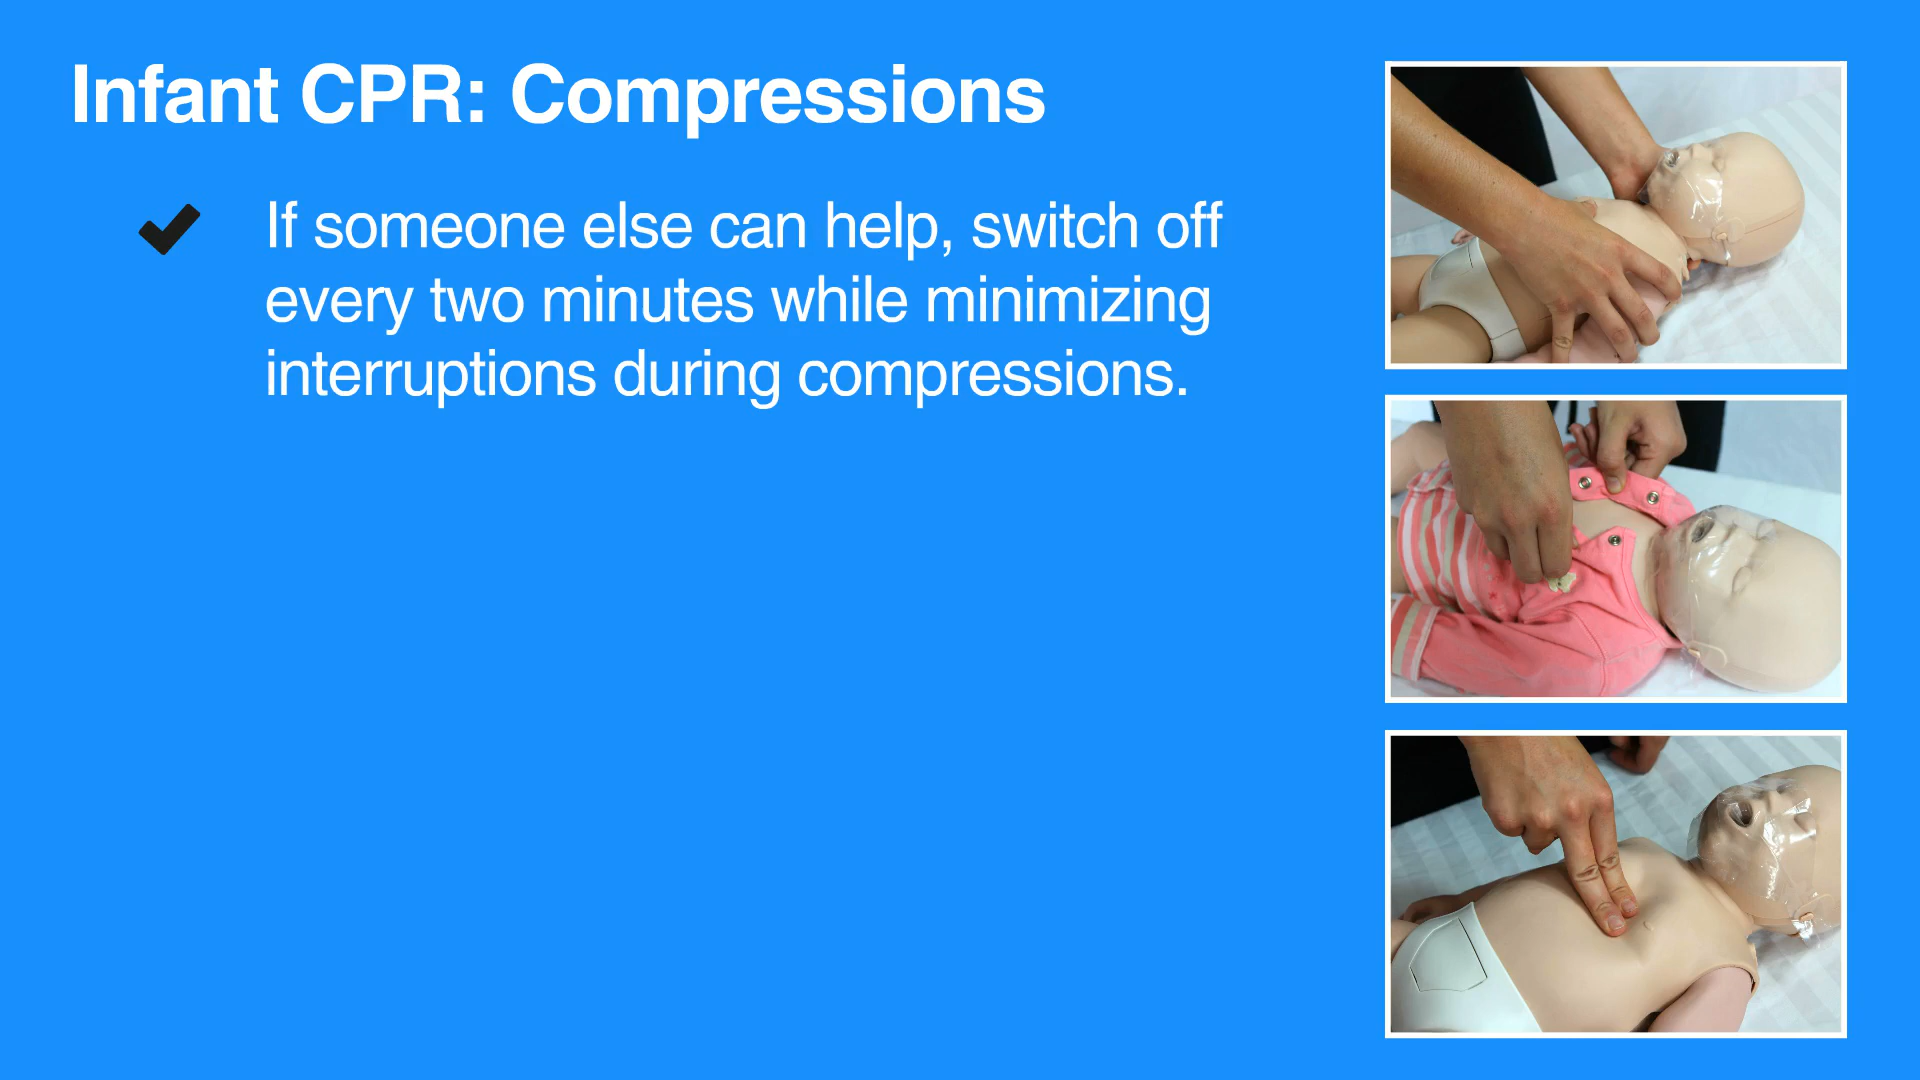 Infant CPR: Compressions
If someone else can help, switch off
every two minutes while minimizing
interruptions during compressions.